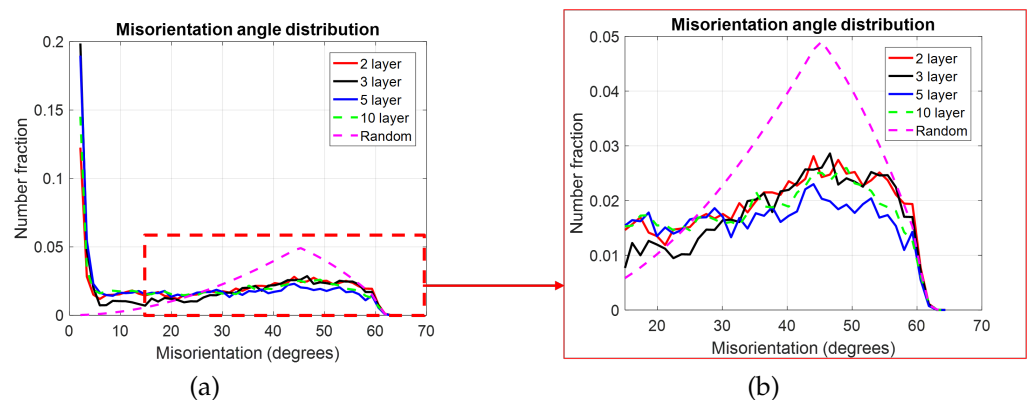 Misorientation angle distribution
0.2
0.15
0.1
0.05
0
Number fraction
2 layer
3 layer
5 layer
10 layer
Random
0 10 20 30 40 50 60 70
Misorientation (degrees)
(a)
Misorientation angle distribution
0.05
0.04
0.03
0.02
0.01
0
Number fraction
2 layer
3 layer
5 layer
10 layer
Random
20 30 40 50 60 70
Misorientation (degrees)
(b)